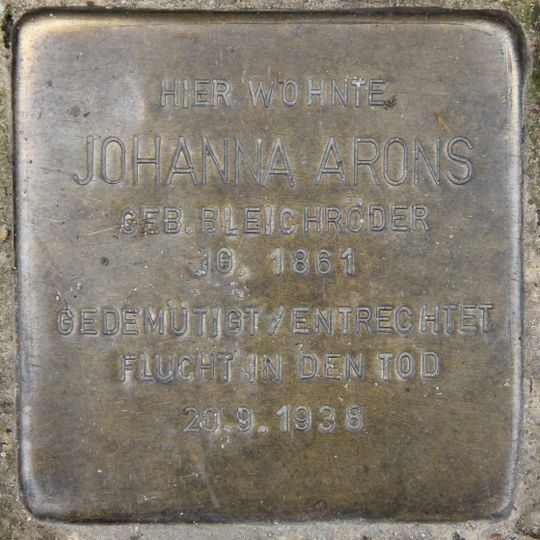 HIER WOHNTE
JOHANNA ARONS
GEB. BLEICHRÖDER
JG. 1861
GEDEMÜTIGT/ENTRECHTET
FLUCHT IN DEN TOD
20.9.1938